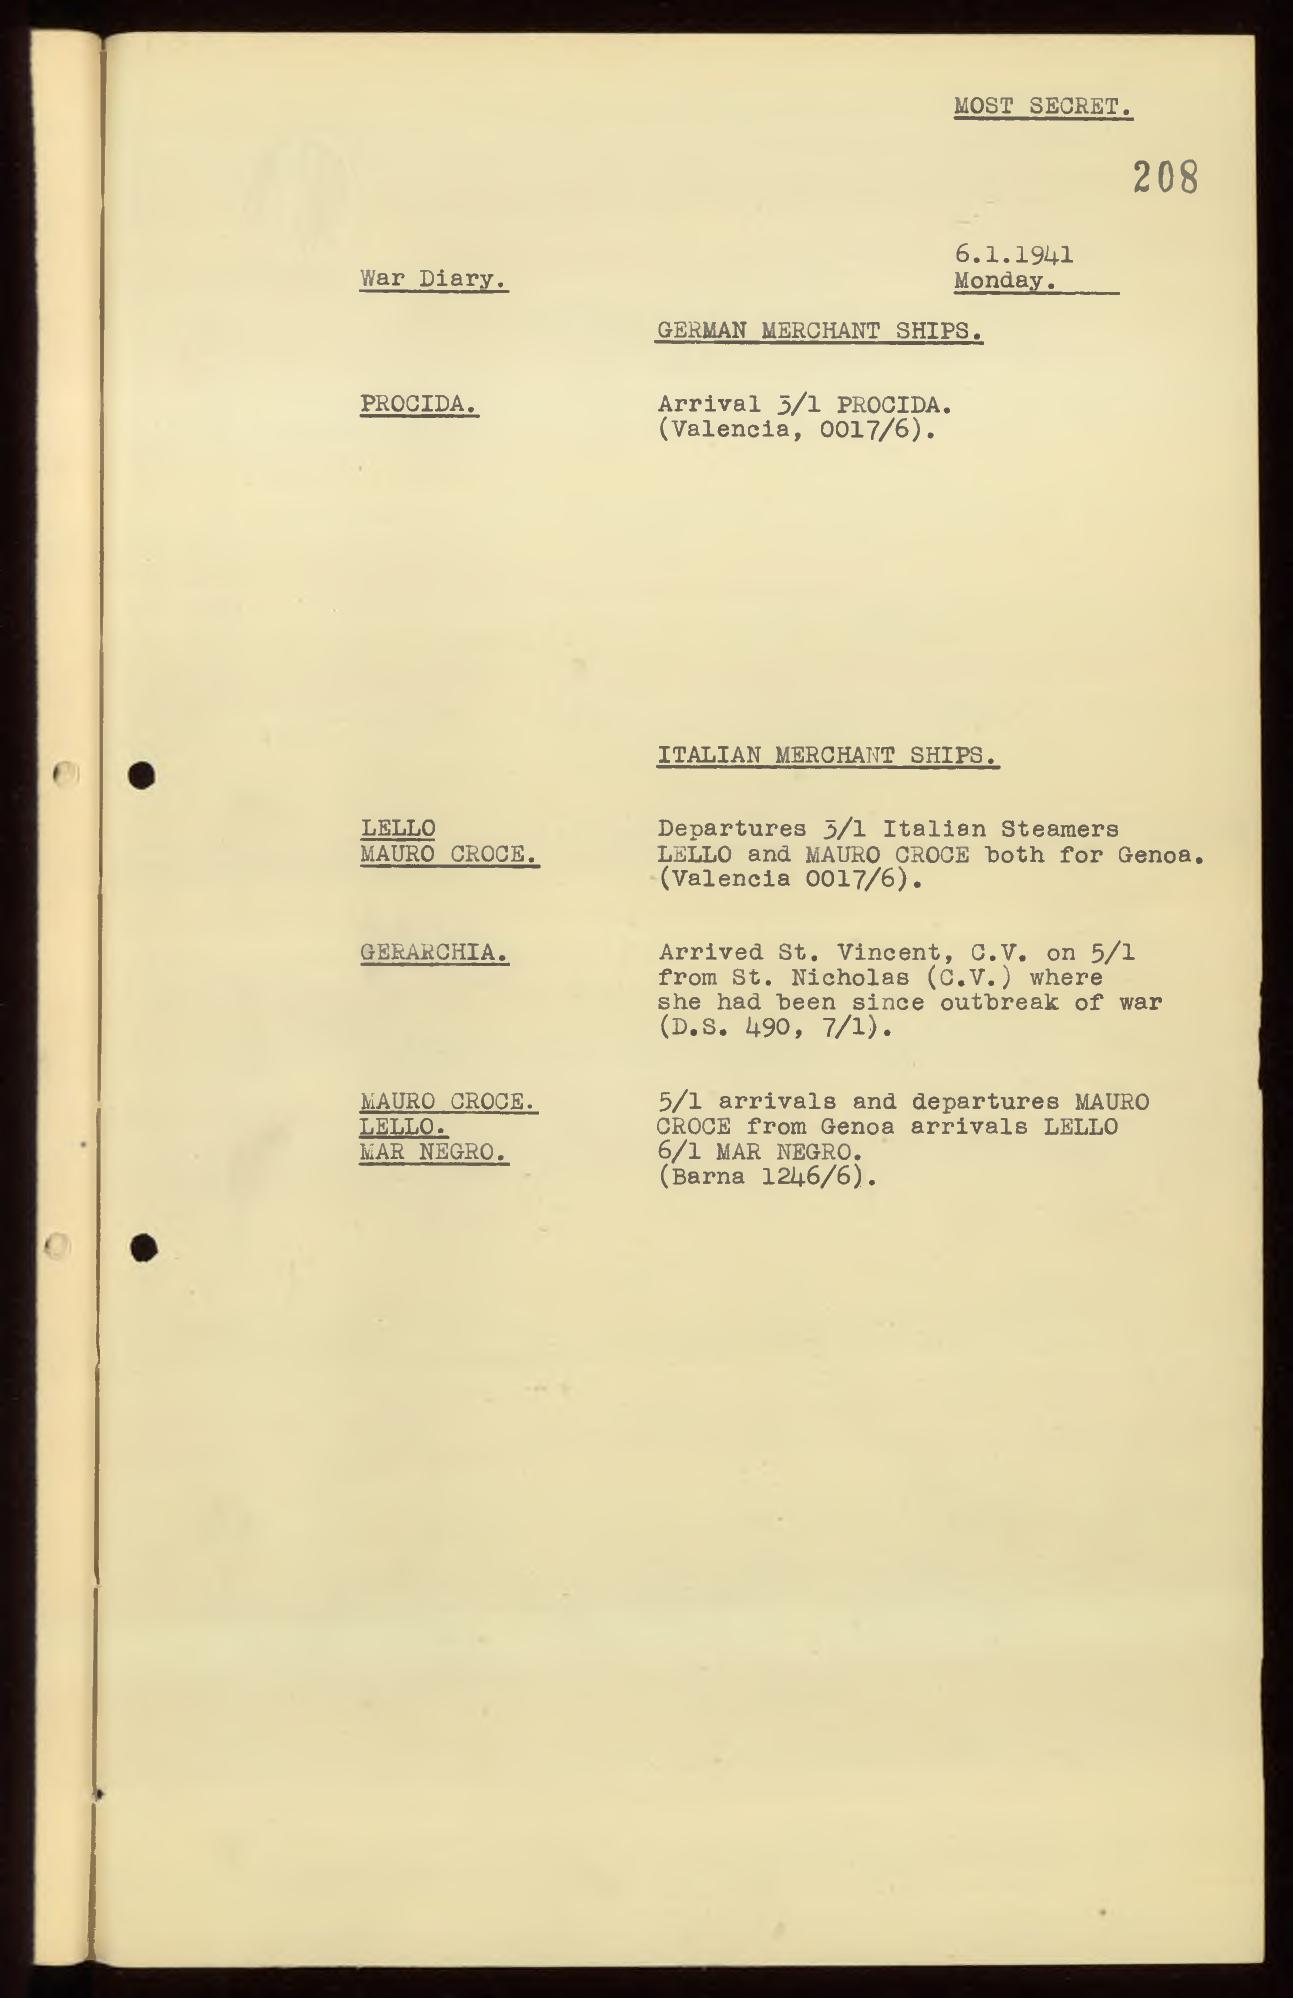 MOST SECRET.
208
6.1.1941
War Diary.
Monday.
GERMAN MERCHANT SHIPS.
PROCIDA.
Arrival 3/1 PROCIDA.
(Valencia, 0017/6).
ITALIAN MERCHANT SHIPS.
LELLO
MAURO CROCE.
Departures 3/1 Italian Steamers
LELLO and MAURO CROCE both for Genoa.
(Valencia 0017/6).
GERARCHIA.
Arrived St. Vincent, C.V. on 5/1
from St. Nicholas (C.V.) where
she had been since outbreak of war
(D.S. 490, 7/1).
MAURO CROCE.
LELLO.
MAR NEGRO.
5/1 arrivals and departures MAURO
CROCE from Genoa arrivals LELLO
6/1 MAR NEGRO.
(Barna 1246/6).